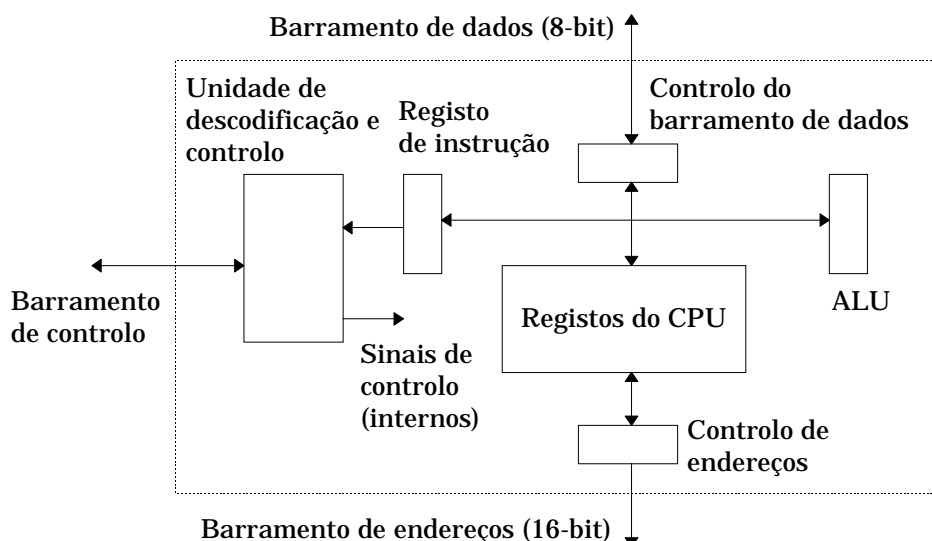 Barramento de dados (8-bit)
Unidade de
descodificação e
controlo
Registo
de instrução
Controlo do
barramento de dados
Barramento
de controlo
Registos do CPU
ALU
Sinais de
controlo
(internos)
Controlo de
endereços
Barramento de endereços (16-bit)